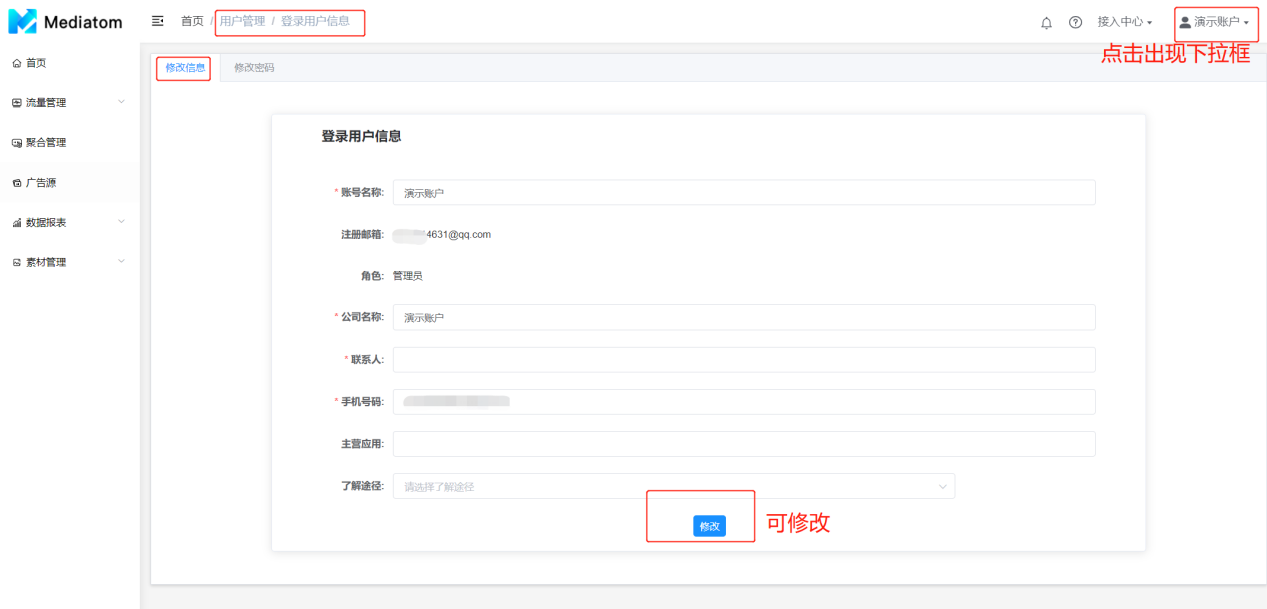 Mediatom
首页 / 用户管理 / 登录用户信息
接入中心
演示账户
点击出现下拉框
首页
流量管理
聚合管理
广告源
数据报表
素材管理
修改信息
修改密码
登录用户信息
* 账号名称: 演示账户
注册邮箱: 4631@qq.com
角色: 管理员
* 公司名称: 演示账户
* 联系人:
* 手机号码:
主营应用:
了解途径: 请选择了解途径
修改
可修改